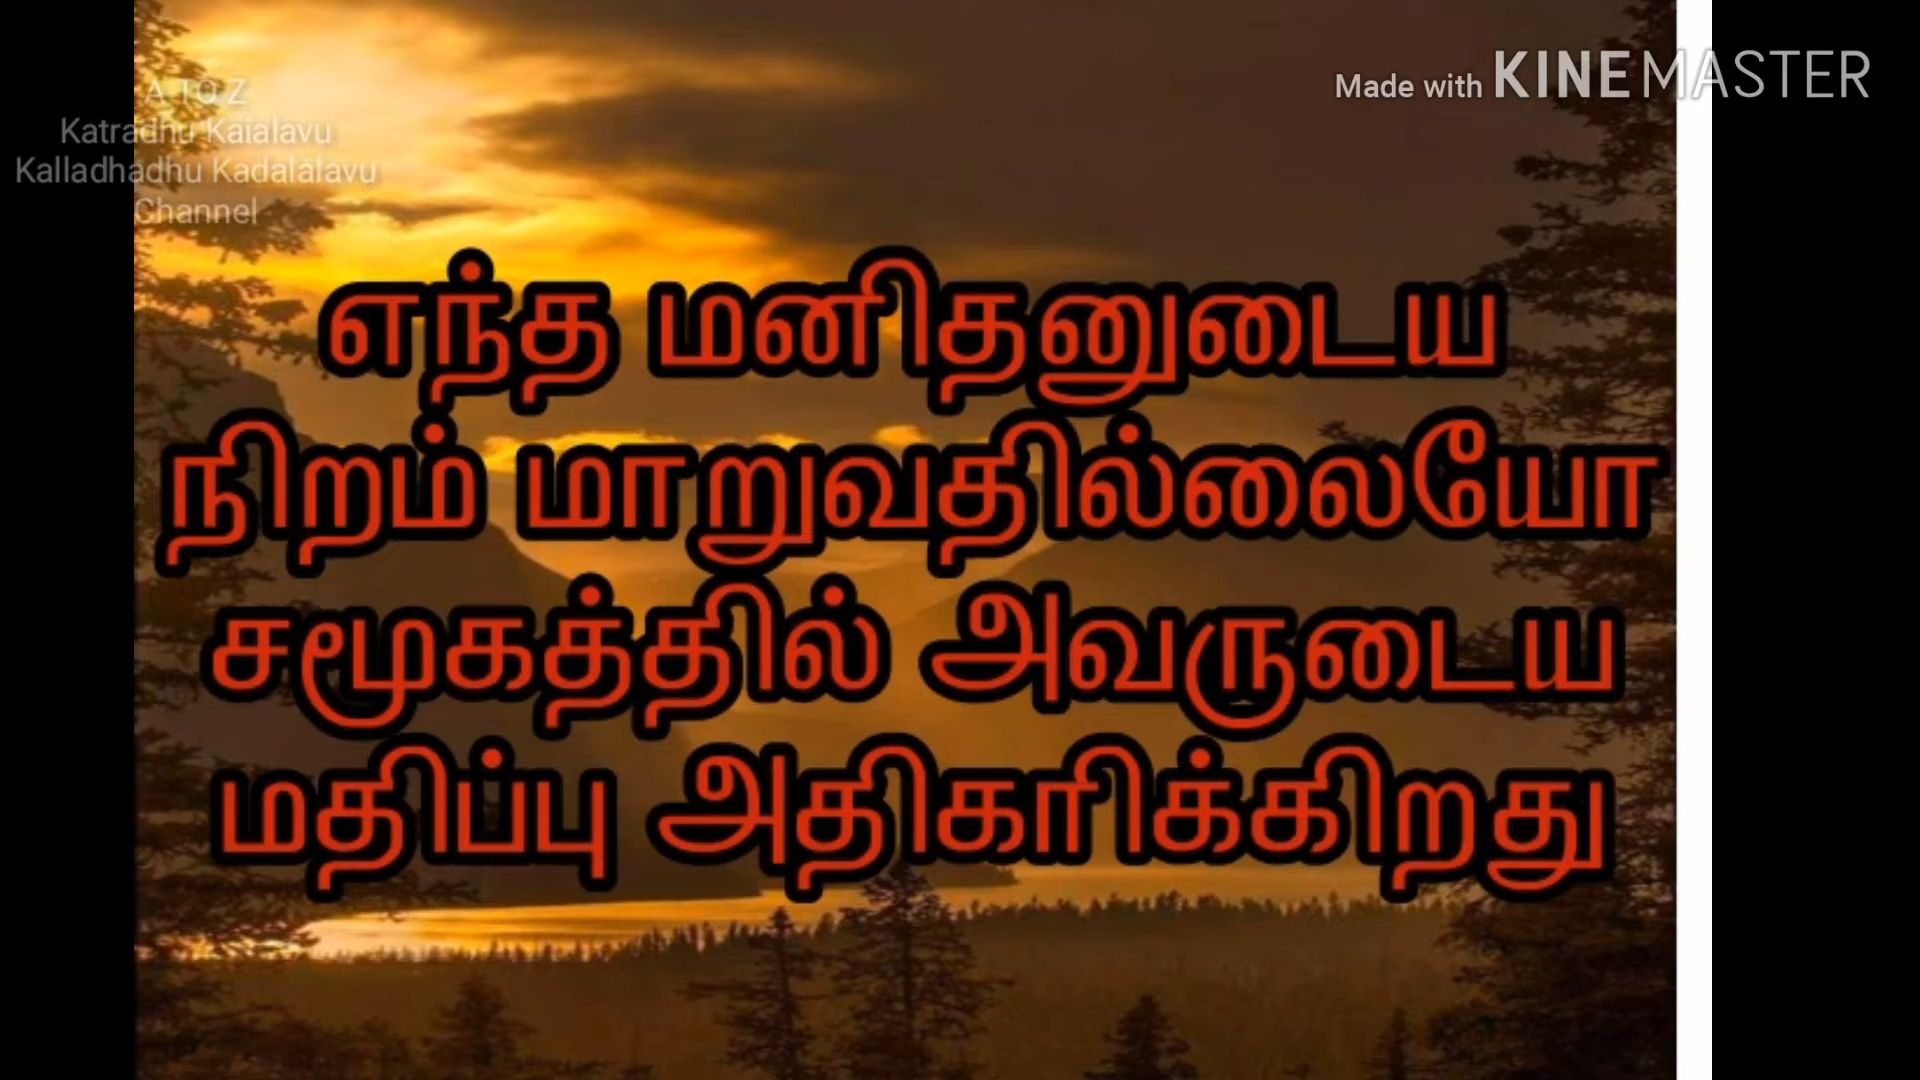 A TO Z
Katradhu Kaialavu
Kalladhadhu Kadalalavu
Channel
Made with KINEMASTER
எந்த மனிதனுடைய
நிறம் மாறுவதில்லையோ
சமூகத்தில் அவருடைய
மதிப்பு அதிகரிக்கிறது